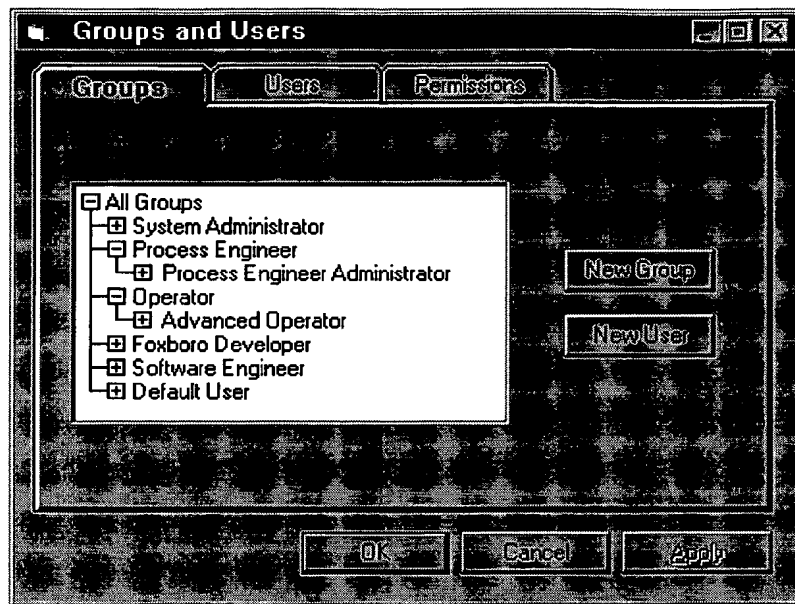 Groups and Users
Groups Users Permissions
All Groups
System Administrator
Process Engineer
Process Engineer Administrator
New Group
Operator
Advanced Operator
New User
Foxboro Developer
Software Engineer
Default User
OK Cancel Apply